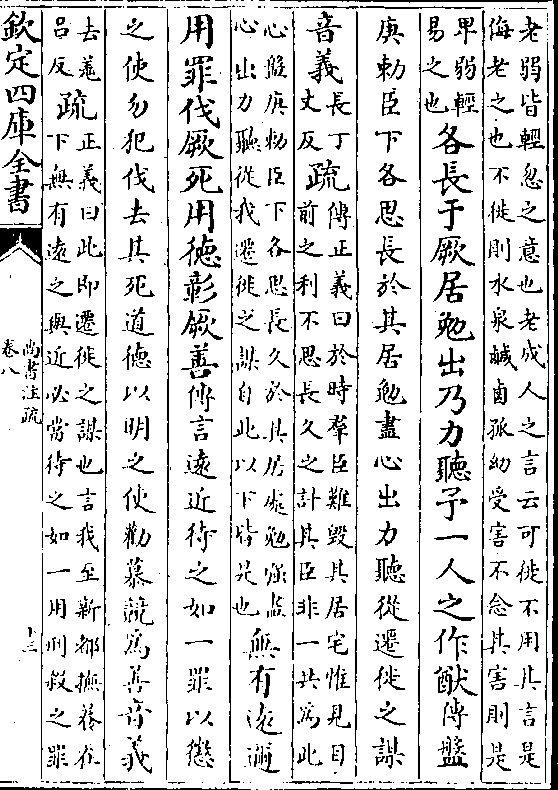 老弱皆輕忽之意也老成人之言云可徙不用其言是
侮老之也不徙則水泉鹹鹵孤幼受害不念其害則是
卑弱輕
易之也
各長于厥居勉出乃力聽予一人之作猷傳盤
庚勑臣下各思長於其居勉盡心出力聽從遷徙之謀
音義
長丁
丈反
疏
傳正義曰於時羣臣難毀其居宅惟見目
前之利不思長久之計其臣非一共為此
心盤庚勑臣下各思長久於其居處勉强盡
心出力聽從我遷徙之謀自此以下皆是也
無有遠邇
用罪伐厥死用德彰厥善傳言遠近待之如一罪以懲
之使勿犯伐去其死道德以明之使勸慕競為善音義
去羗
呂反
疏
正義曰此即遷徙之謀也言我至新都撫養在
下無有遠之與近必當待之如一用刑殺之罪
欽定四庫全書
尚書注疏
卷八
十三